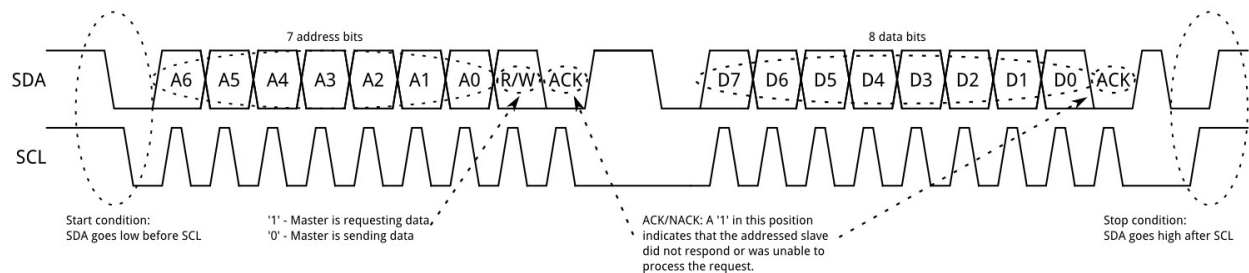 7 address bits
8 data bits
SDA
A6 A5 A4 A3 A2 A1 A0 R/W ACK
D7 D6 D5 D4 D3 D2 D1 D0 ACK
SCL
Start condition:
SDA goes low before SCL
'1' - Master is requesting data
'0' - Master is sending data
ACK/NACK: A '1' in this position
indicates that the addressed slave
did not respond or was unable to
process the request.
Stop condition:
SDA goes high after SCL